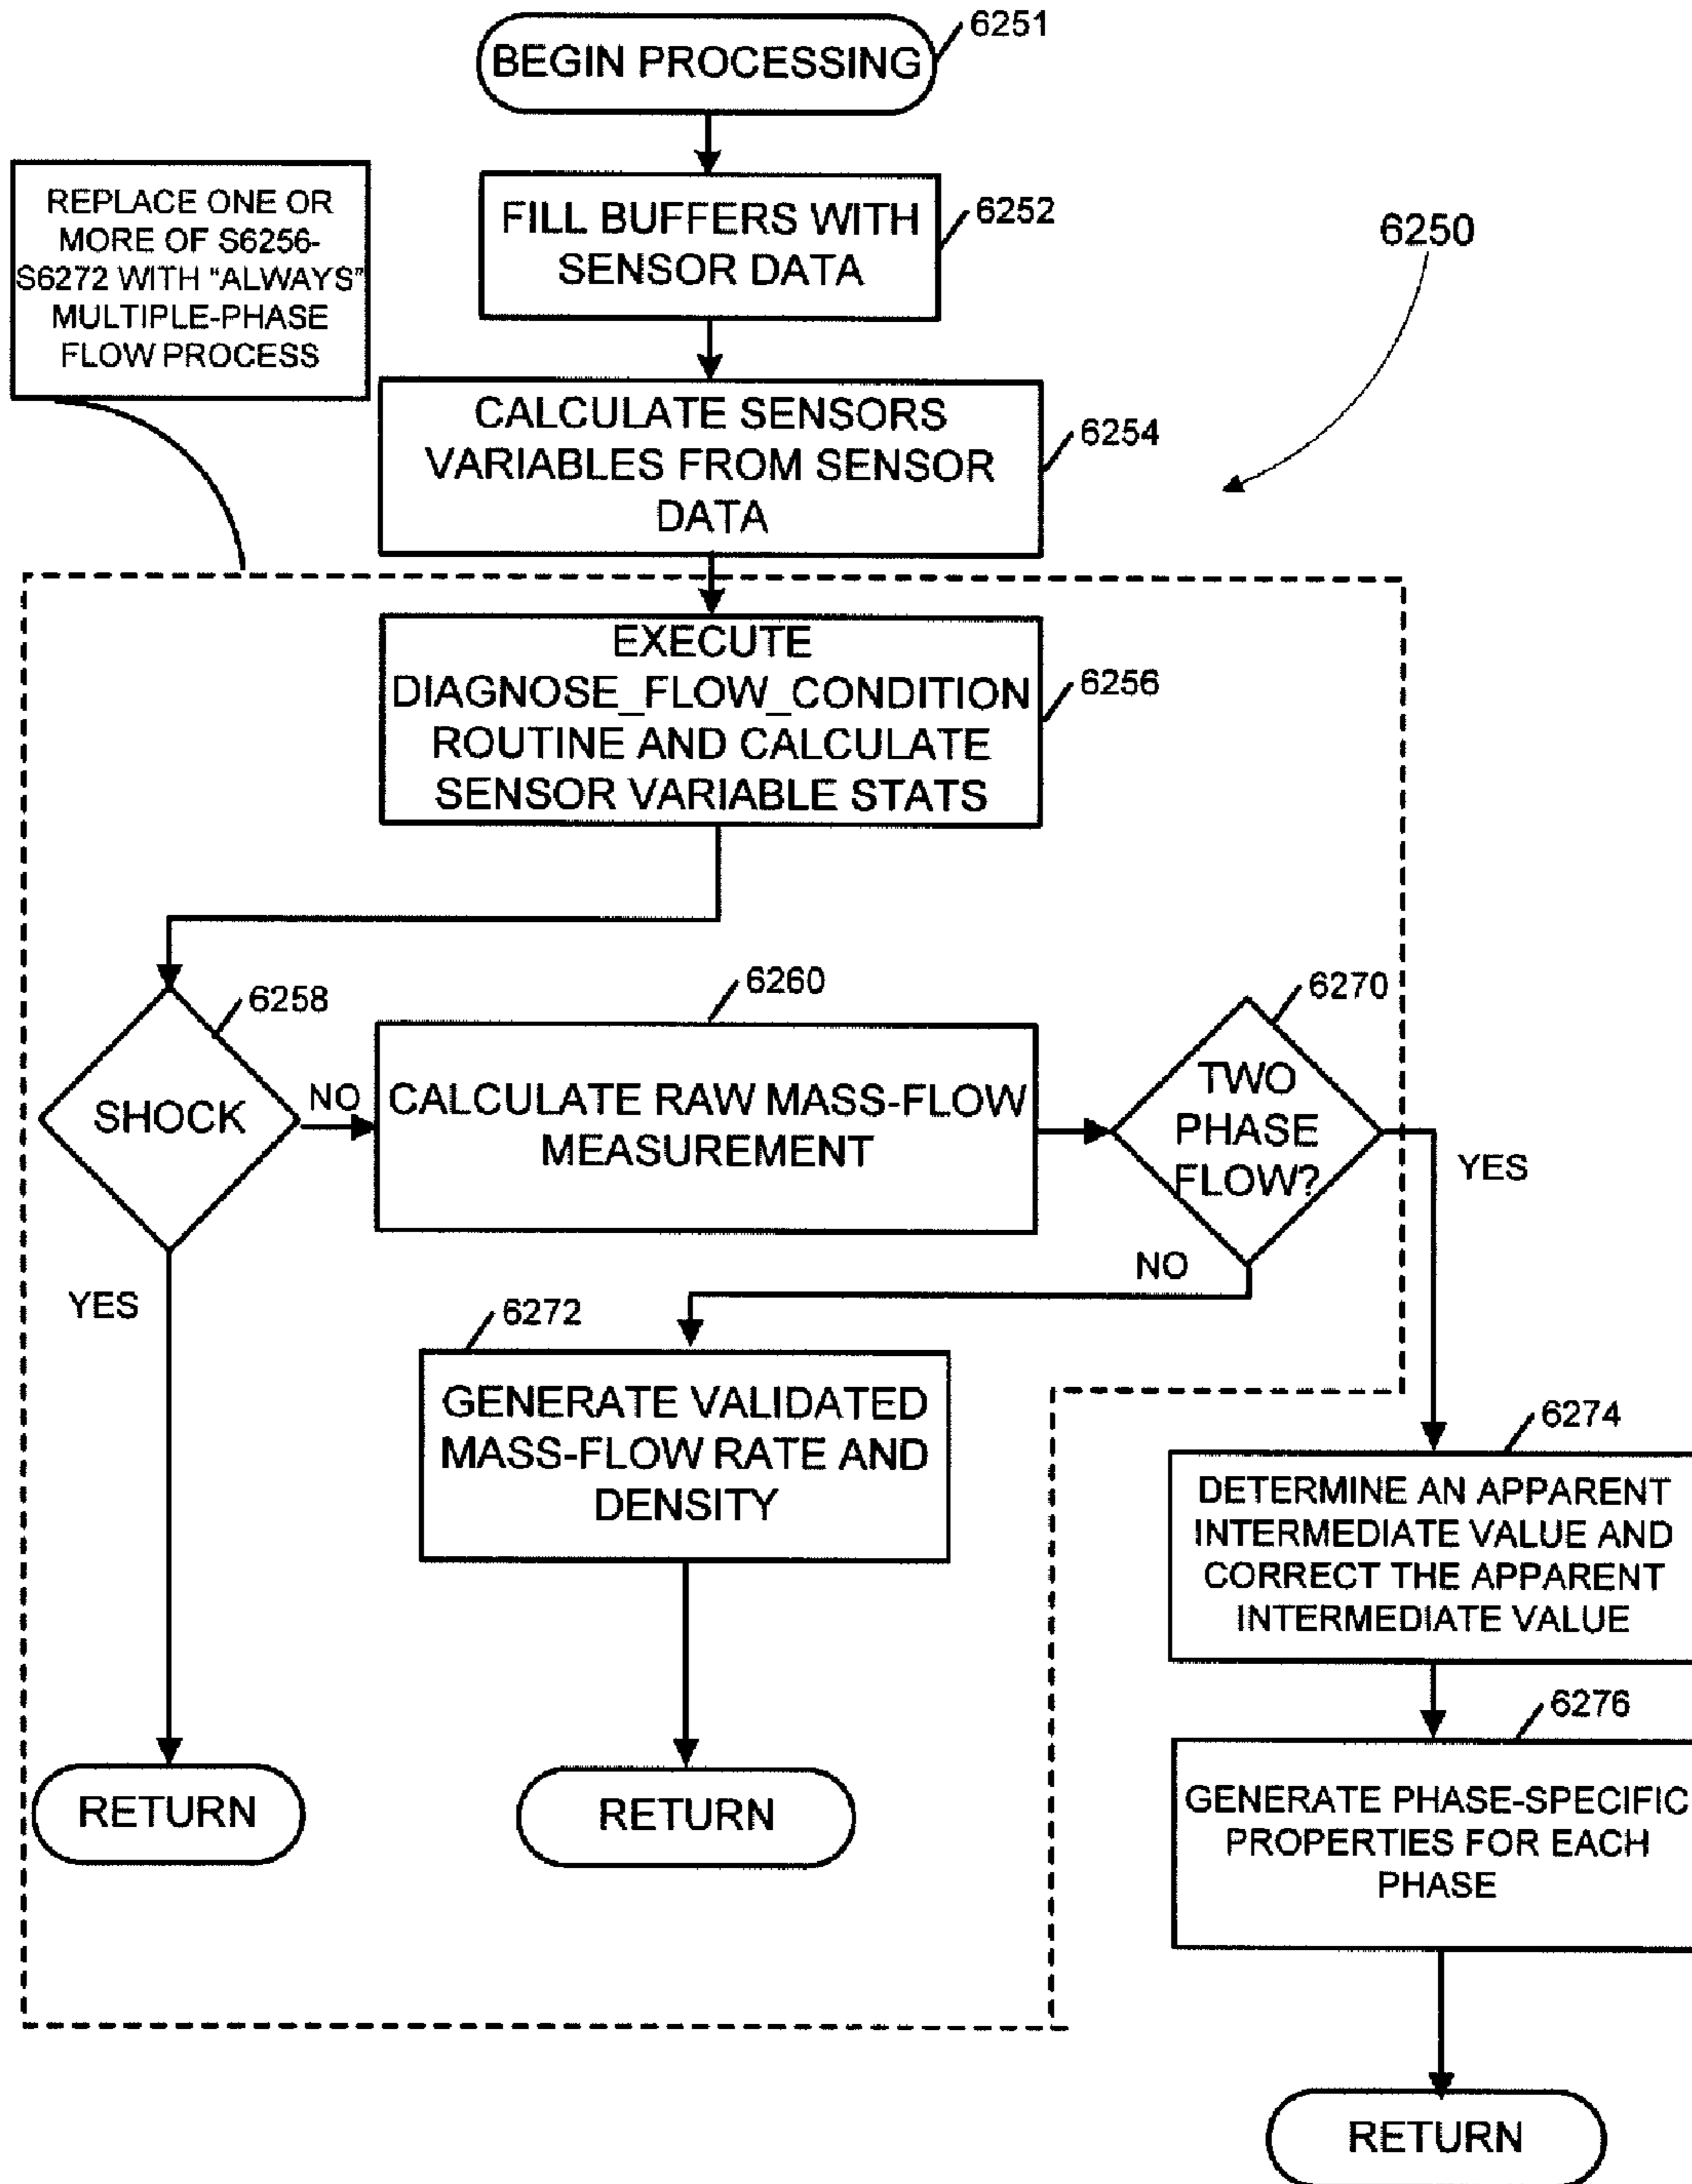 BEGIN PROCESSING
6251
REPLACE ONE OR
MORE OF S6256-
S6272 WITH "ALWAYS"
MULTIPLE-PHASE
FLOW PROCESS
FILL BUFFERS WITH
SENSOR DATA
6252
6250
CALCULATE SENSORS
VARIABLES FROM SENSOR
DATA
6254
EXECUTE
DIAGNOSE_FLOW_CONDITION
ROUTINE AND CALCULATE
SENSOR VARIABLE STATS
6256
SHOCK
6258
NO
YES
CALCULATE RAW MASS-FLOW
MEASUREMENT
6260
TWO
PHASE
FLOW?
6270
YES
NO
6272
GENERATE VALIDATED
MASS-FLOW RATE AND
DENSITY
6274
DETERMINE AN APPARENT
INTERMEDIATE VALUE AND
CORRECT THE APPARENT
INTERMEDIATE VALUE
6276
GENERATE PHASE-SPECIFIC
PROPERTIES FOR EACH
PHASE
RETURN
RETURN
RETURN